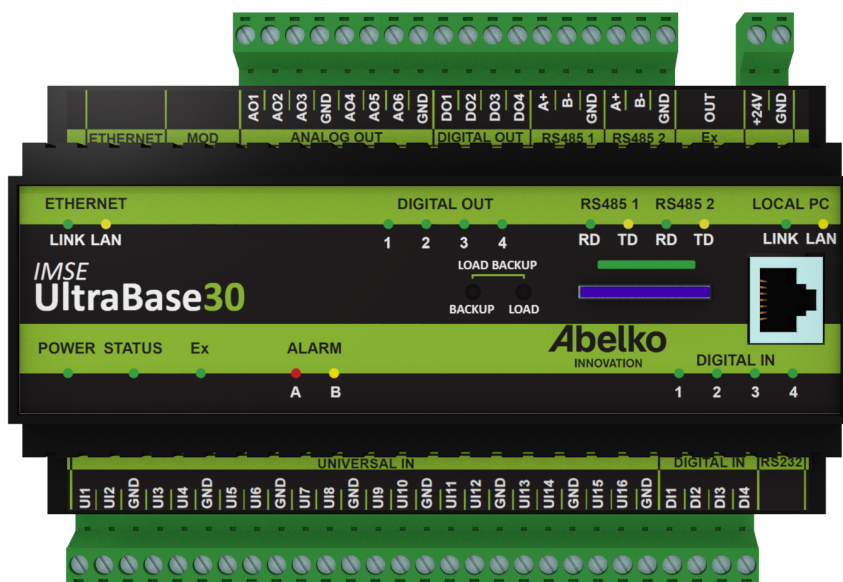 AO1 AO2 AO3 GND AO4 AO5 AO6 GND DO1 DO2 DO3 DO4 A+ B- GND A+ B- GND OUT +24V GND
ETHERNET MOD ANALOG OUT DIGITAL OUT RS485 1 RS485 2 Ex
ETHERNET DIGITAL OUT RS485 1 RS485 2 LOCAL PC
LINK LAN 1 2 3 4 RD TD RD TD LINK LAN
IMSE
UltraBase30
LOAD BACKUP
BACKUP LOAD
POWER STATUS Ex ALARM
A B
Abelko
INNOVATION
DIGITAL IN
1 2 3 4
UNIVERSAL IN DIGITAL IN RS232
UI1 UI2 GND UI3 UI4 GND UI5 UI6 GND UI7 UI8 GND UI9 UI10 GND UI11 UI12 GND UI13 UI14 GND UI15 UI16 GND DI1 DI2 DI3 DI4